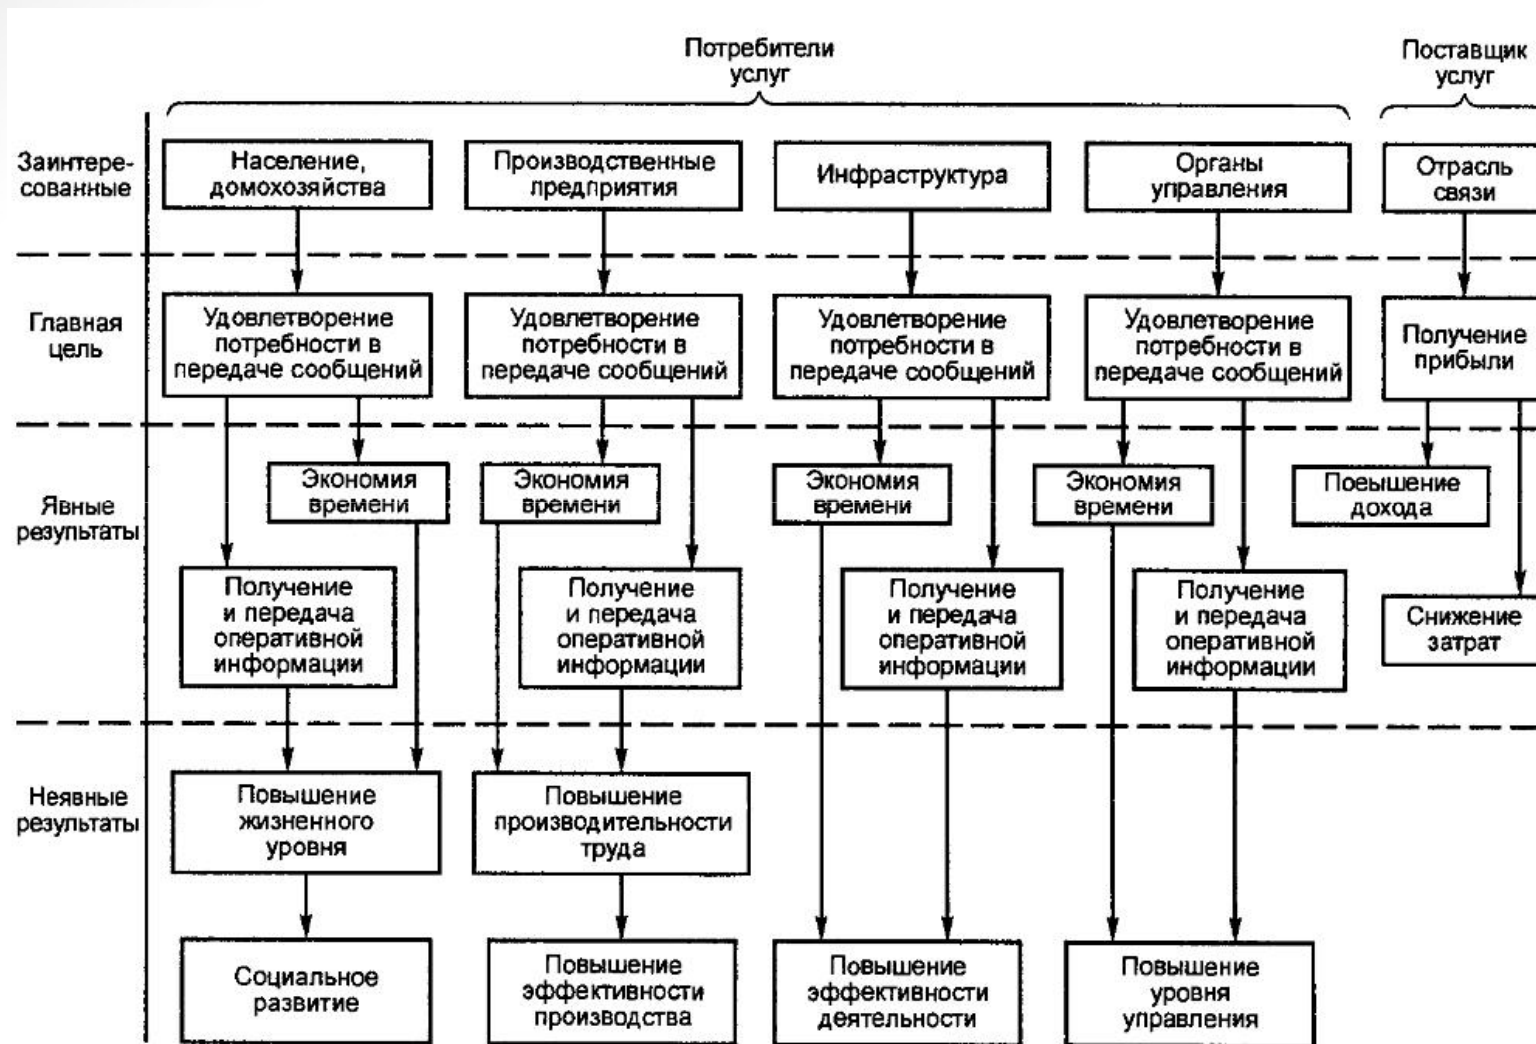 Потребители
услуг
Поставщик
услуг
Заинтере-
сованные
Население,
домохозяйства
Производственные
предприятия
Инфраструктура
Органы
управления
Отрасль
связи
Главная
цель
Удовлетворение
потребности в
передаче сообщений
Удовлетворение
потребности в
передаче сообщений
Удовлетворение
потребности в
передаче сообщений
Удовлетворение
потребности в
передаче сообщений
Получение
прибыли
Явные
результаты
Экономия
времени
Экономия
времени
Экономия
времени
Экономия
времени
Повышение
дохода
Получение
и передача
оперативной
информации
Получение
и передача
оперативной
информации
Получение
и передача
оперативной
информации
Получение
и передача
оперативной
информации
Снижение
затрат
Неявные
результаты
Повышение
жизненного
уровня
Повышение
производительности
труда
Социальное
развитие
Повышение
эффективности
производства
Повышение
эффективности
деятельности
Повышение
уровня
управления